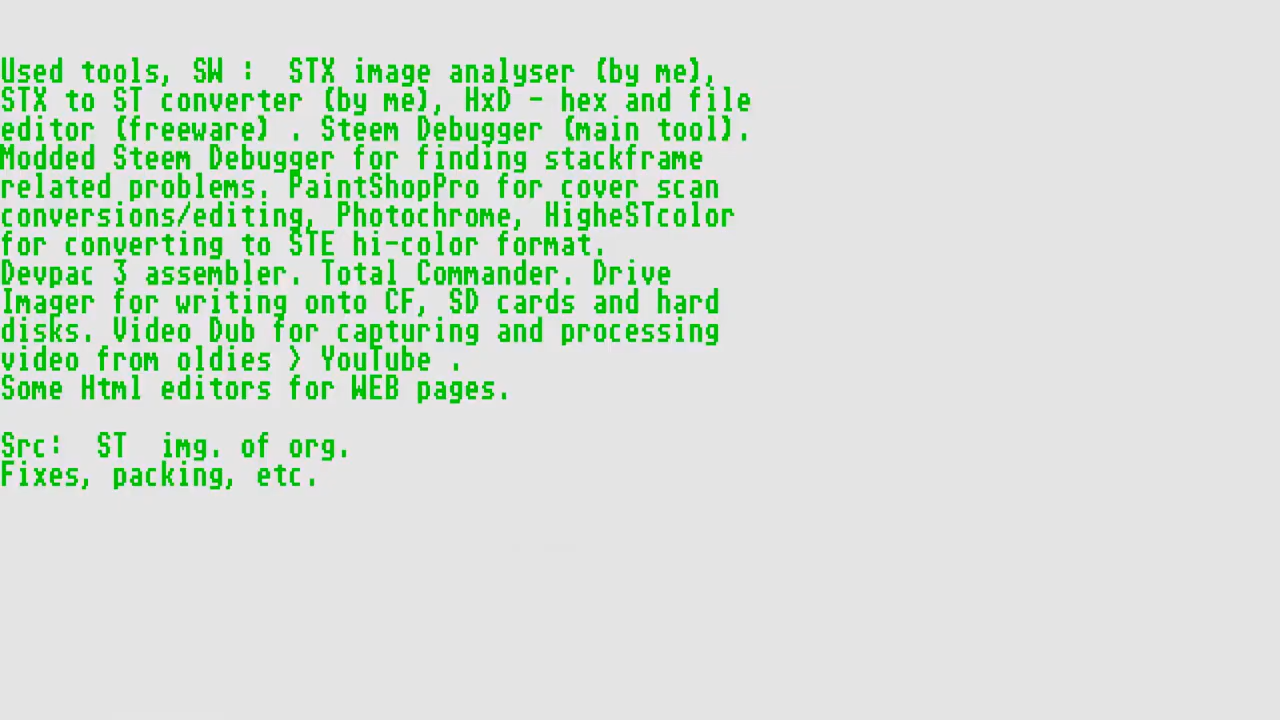 Used tools, SW :  STX image analyser (by me),
STX to ST converter (by me), HxD - hex and file
editor (freeware) . Steem Debugger (main tool).
Modded Steem Debugger for finding stackframe
related problems. PaintShopPro for cover scan
conversions/editing, Photochrome, HigheSTcolor
for converting to STE hi-color format.
Devpac 3 assembler. Total Commander. Drive
Imager for writing onto CF, SD cards and hard
disks. Video Dub for capturing and processing
video from oldies > YouTube .
Some Html editors for WEB pages.
Src:  ST  img. of org.
Fixes, packing, etc.